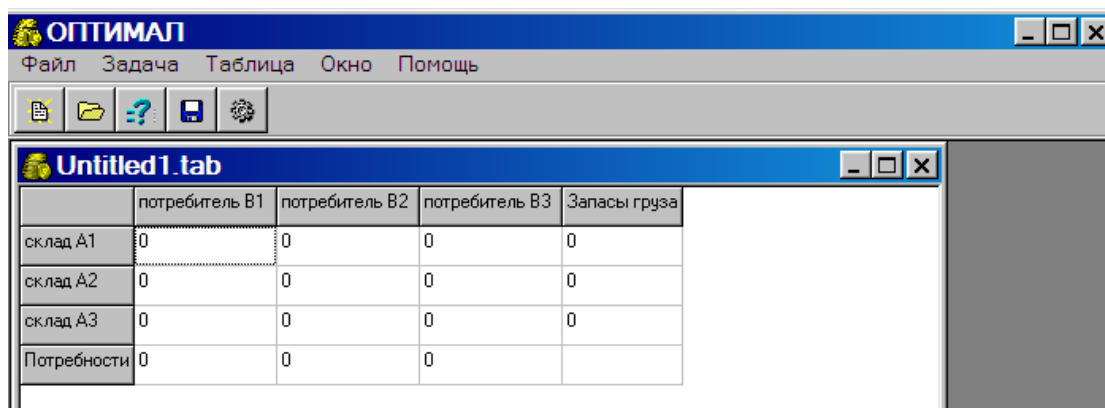 ОПТИМАЛ
Файл Задача Таблица Окно Помощь
Untitled1.tab
потребитель В1 потребитель В2 потребитель В3 Запасы груза
склад А1 0 0 0 0
склад А2 0 0 0 0
склад А3 0 0 0 0
Потребности 0 0 0